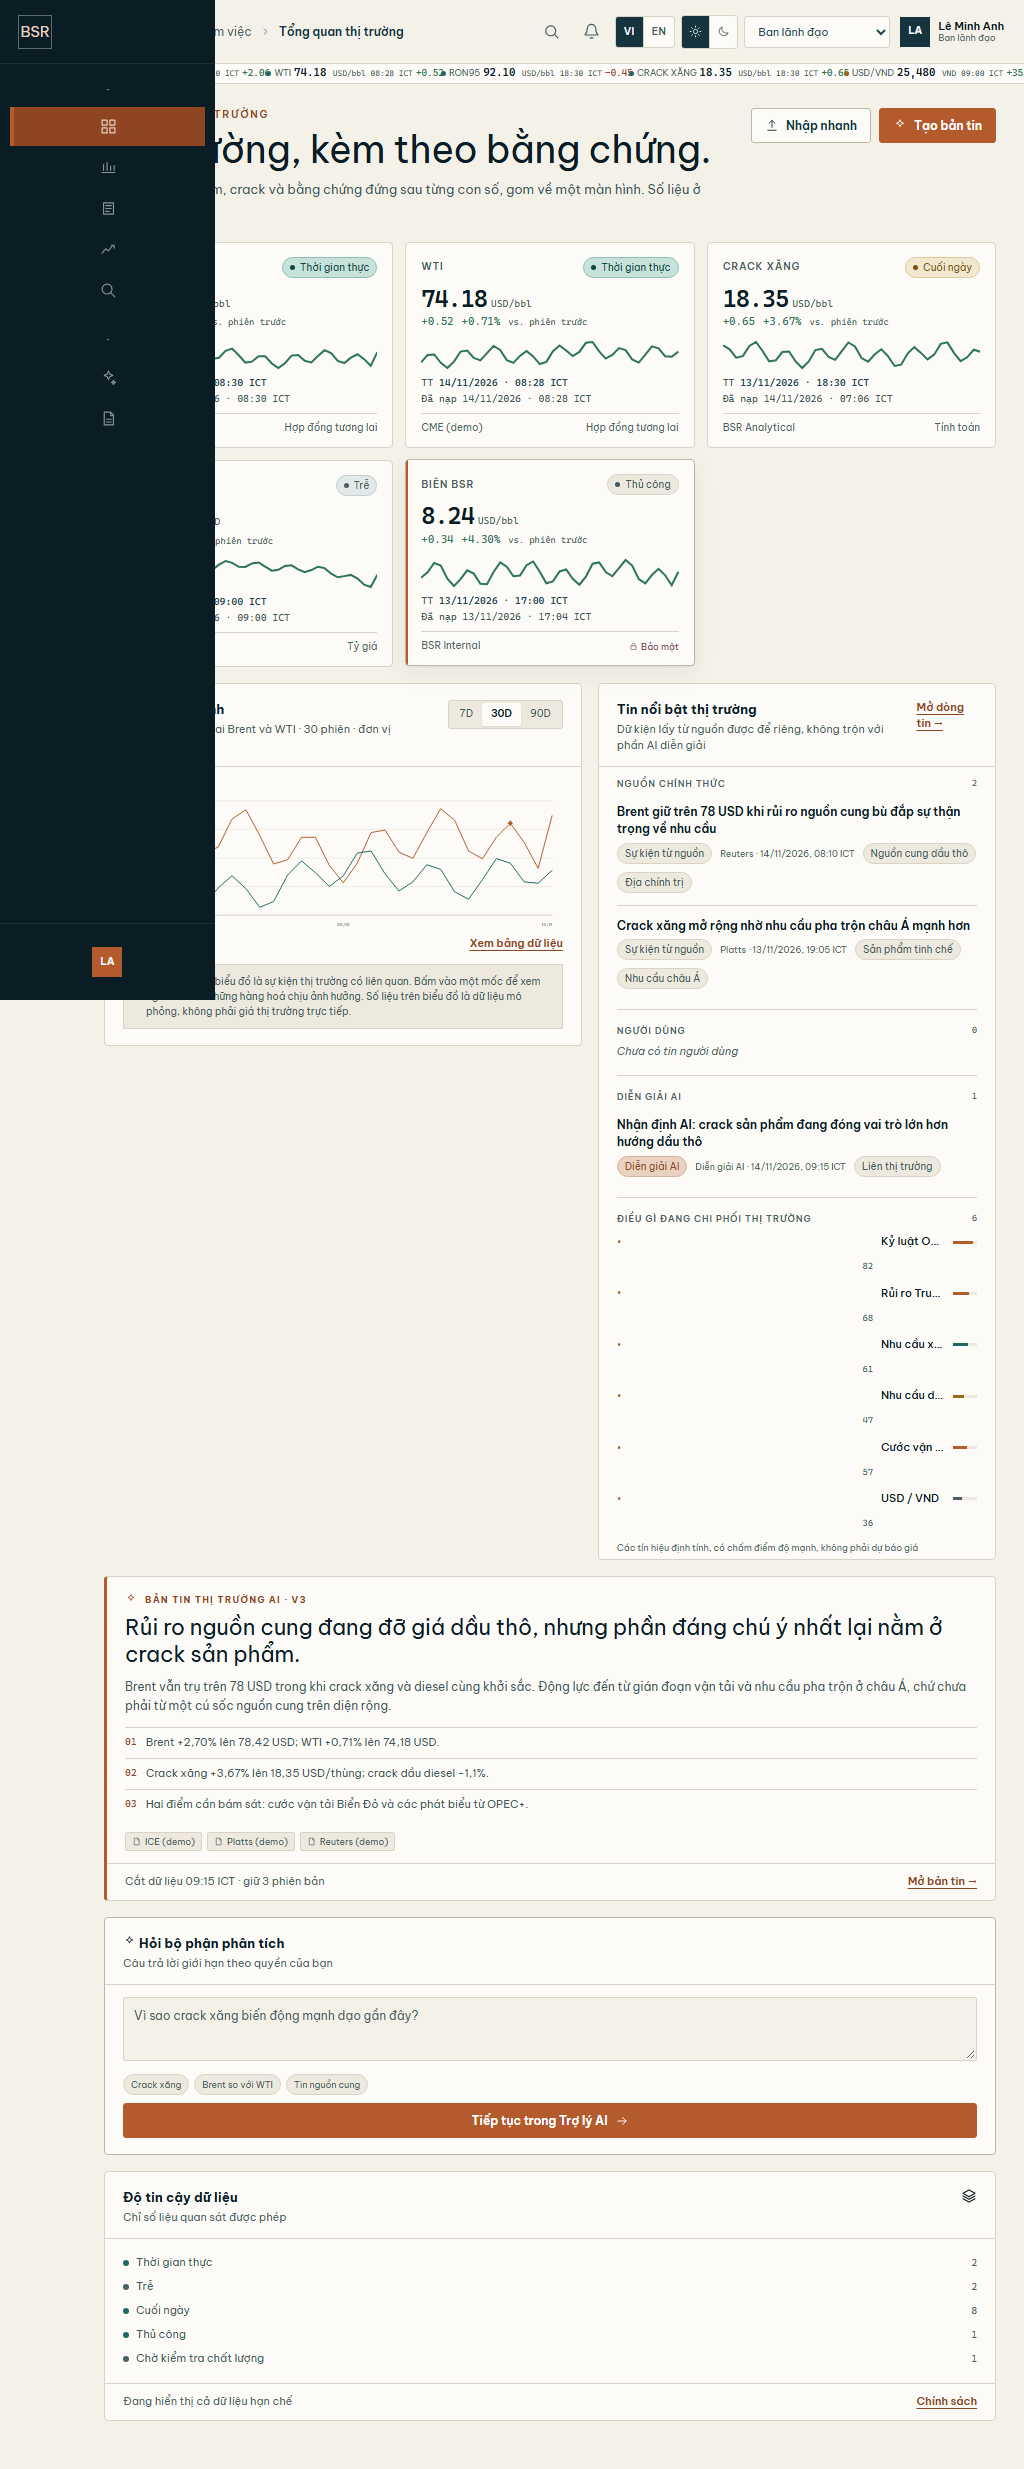 BSR
m việc › Tổng quan thị trường
VI EN
Ban lãnh đạo
LA
Lê Minh Anh
Ban lãnh đạo
ICT +2.06 WTI 74.18 USD/bbl 08:28 ICT +0.52 RON95 92.10 USD/bbl 18:30 ICT −0.45 CRACK XĂNG 18.35 USD/bbl 18:30 ICT +0.65 USD/VND 25,480 VND 09:00 ICT +35
TRƯỜNG
ường, kèm theo bằng chứng.
m, crack và bằng chứng đứng sau từng con số, gom về một màn hình. Số liệu ở
Nhập nhanh
Tạo bản tin
Thời gian thực
bbl
s. phiên trước
08:30 ICT
6 · 08:30 ICT
Hợp đồng tương lai
WTI
Thời gian thực
74.18 USD/bbl
+0.52 +0.71% vs. phiên trước
TT 14/11/2026 · 08:28 ICT
Đã nạp 14/11/2026 · 08:28 ICT
CME (demo)
Hợp đồng tương lai
CRACK XĂNG
Cuối ngày
18.35 USD/bbl
+0.65 +3.67% vs. phiên trước
TT 13/11/2026 · 18:30 ICT
Đã nạp 14/11/2026 · 07:06 ICT
BSR Analytical
Tính toán
Trễ
D
phiên trước
09:00 ICT
6 · 09:00 ICT
Tỷ giá
BIÊN BSR
Thủ công
8.24 USD/bbl
+0.34 +4.30% vs. phiên trước
TT 13/11/2026 · 17:00 ICT
Đã nạp 13/11/2026 · 17:04 ICT
BSR Internal
Bảo mật
nh
ai Brent và WTI · 30 phiên · đơn vị
7D 30D 90D
Xem bảng dữ liệu
biểu đồ là sự kiện thị trường có liên quan. Bấm vào một mốc để xem
hững hàng hoá chịu ảnh hưởng. Số liệu trên biểu đồ là dữ liệu mô
phỏng, không phải giá thị trường trực tiếp.
Tin nổi bật thị trường
Dữ kiện lấy từ nguồn được để riêng, không trộn với
phần AI diễn giải
Mở dòng
tin →
NGUỒN CHÍNH THỨC 2
Brent giữ trên 78 USD khi rủi ro nguồn cung bù đắp sự thận
trọng về nhu cầu
Sự kiện từ nguồn Reuters · 14/11/2026, 08:10 ICT Nguồn cung dầu thô
Địa chính trị
Crack xăng mở rộng nhờ nhu cầu pha trộn châu Á mạnh hơn
Sự kiện từ nguồn Platts · 13/11/2026, 19:05 ICT Sản phẩm tinh chế
Nhu cầu châu Á
NGƯỜI DÙNG 0
Chưa có tin người dùng
DIỄN GIẢI AI 1
Nhận định AI: crack sản phẩm đang đóng vai trò lớn hơn
hướng dầu thô
Diễn giải AI Diễn giải AI · 14/11/2026, 09:15 ICT Liên thị trường
ĐIỀU GÌ ĐANG CHI PHỐI THỊ TRƯỜNG 6
Kỷ luật O...
82
Rủi ro Tru...
68
Nhu cầu x...
61
Nhu cầu d...
47
Cước vận ...
57
USD / VND
36
Các tín hiệu định tính, có chấm điểm độ mạnh, không phải dự báo giá
BẢN TIN THỊ TRƯỜNG AI · V3
Rủi ro nguồn cung đang đỡ giá dầu thô, nhưng phần đáng chú ý nhất lại nằm ở
crack sản phẩm.
Brent vẫn trụ trên 78 USD trong khi crack xăng và diesel cùng khởi sắc. Động lực đến từ gián đoạn vận tải và nhu cầu pha trộn ở châu Á, chứ chưa
phải từ một cú sốc nguồn cung trên diện rộng.
01 Brent +2,70% lên 78,42 USD; WTI +0,71% lên 74,18 USD.
02 Crack xăng +3,67% lên 18,35 USD/thùng; crack dầu diesel −1,1%.
03 Hai điểm cần bám sát: cước vận tải Biển Đỏ và các phát biểu từ OPEC+.
ICE (demo) Platts (demo) Reuters (demo)
Cắt dữ liệu 09:15 ICT · giữ 3 phiên bản
Mở bản tin →
Hỏi bộ phận phân tích
Câu trả lời giới hạn theo quyền của bạn
Vì sao crack xăng biến động mạnh dạo gần đây?
Crack xăng Brent so với WTI Tin nguồn cung
Tiếp tục trong Trợ lý AI →
Độ tin cậy dữ liệu
Chỉ số liệu quan sát được phép
Thời gian thực 2
Trễ 2
Cuối ngày 8
Thủ công 1
Chờ kiểm tra chất lượng 1
Đang hiển thị cả dữ liệu hạn chế
Chính sách
LA